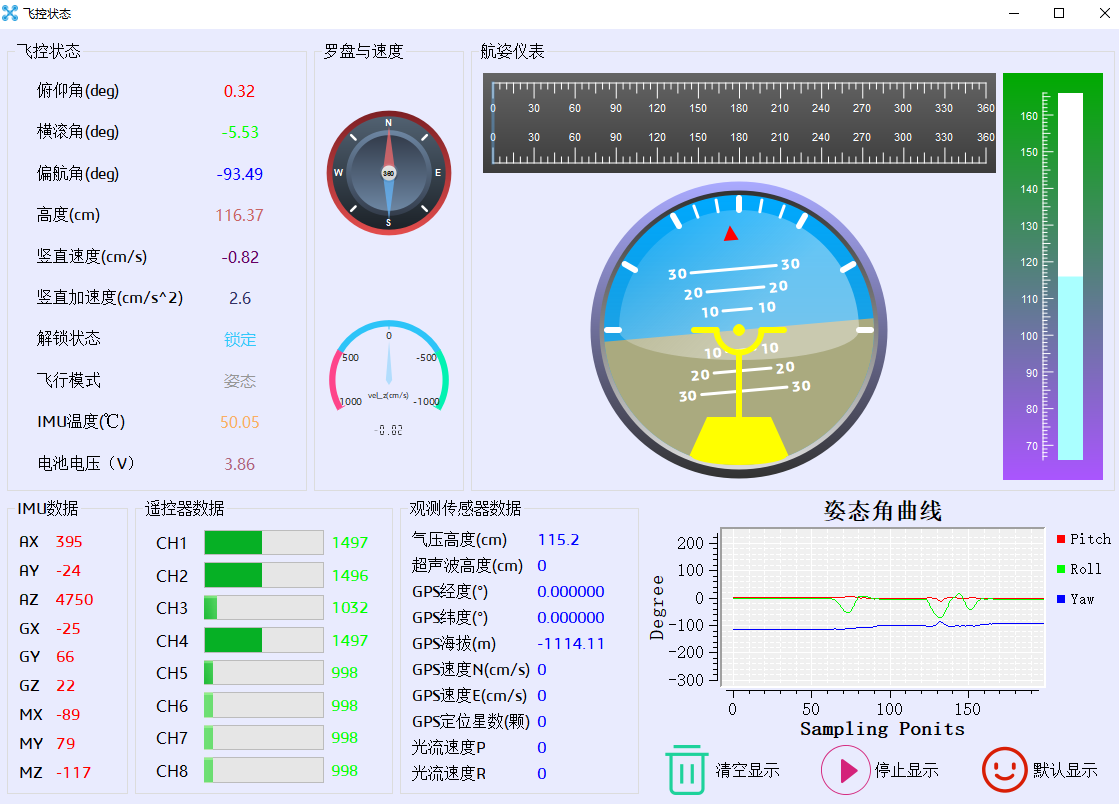 飞控状态
飞控状态
俯仰角(deg) 0.32
横滚角(deg) -5.53
偏航角(deg) -93.49
高度(cm) 116.37
竖直速度(cm/s) -0.82
竖直加速度(cm/s^2) 2.6
解锁状态 锁定
飞行模式 姿态
IMU温度(℃) 50.05
电池电压（V） 3.86
罗盘与速度
N
W 360 E
S
0
500 -500
1000 vel_z(cm/s) -1000
-0.82
航姿仪表
0 30 60 90 120 150 180 210 240 270 300 330 360
0 30 60 90 120 150 180 210 240 270 300 330 360
30 30
20 20
10 10
10 10
20 20
30 30
160
150
140
130
120
110
100
90
80
70
IMU数据
AX 395
AY -24
AZ 4750
GX -25
GY 66
GZ 22
MX -89
MY 79
MZ -117
遥控器数据
CH1 1497
CH2 1496
CH3 1032
CH4 1497
CH5 998
CH6 998
CH7 998
CH8 998
观测传感器数据
气压高度(cm) 115.2
超声波高度(cm) 0
GPS经度(°) 0.000000
GPS纬度(°) 0.000000
GPS海拔(m) -1114.11
GPS速度N(cm/s) 0
GPS速度E(cm/s) 0
GPS定位星数(颗) 0
光流速度P 0
光流速度R 0
姿态角曲线
Degree
200
100
0
-100
-200
-300
0 50 100 150
Sampling Ponits
Pitch
Roll
Yaw
清空显示 停止显示 默认显示